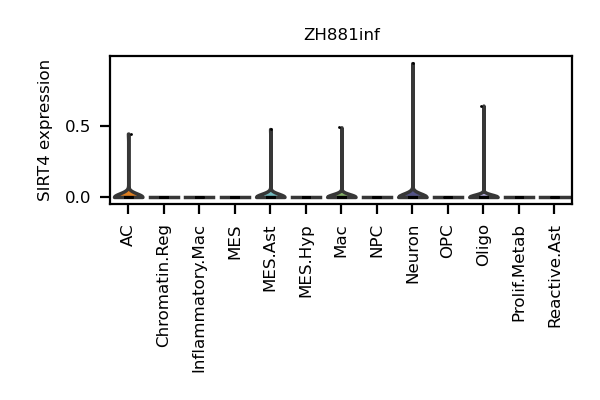 ZH881inf
SIRT4 expression
0.5
0.0
AC
Chromatin.Reg
Inflammatory.Mac
MES
MES.Ast
MES.Hyp
Mac
NPC
Neuron
OPC
Oligo
Prolif.Metab
Reactive.Ast